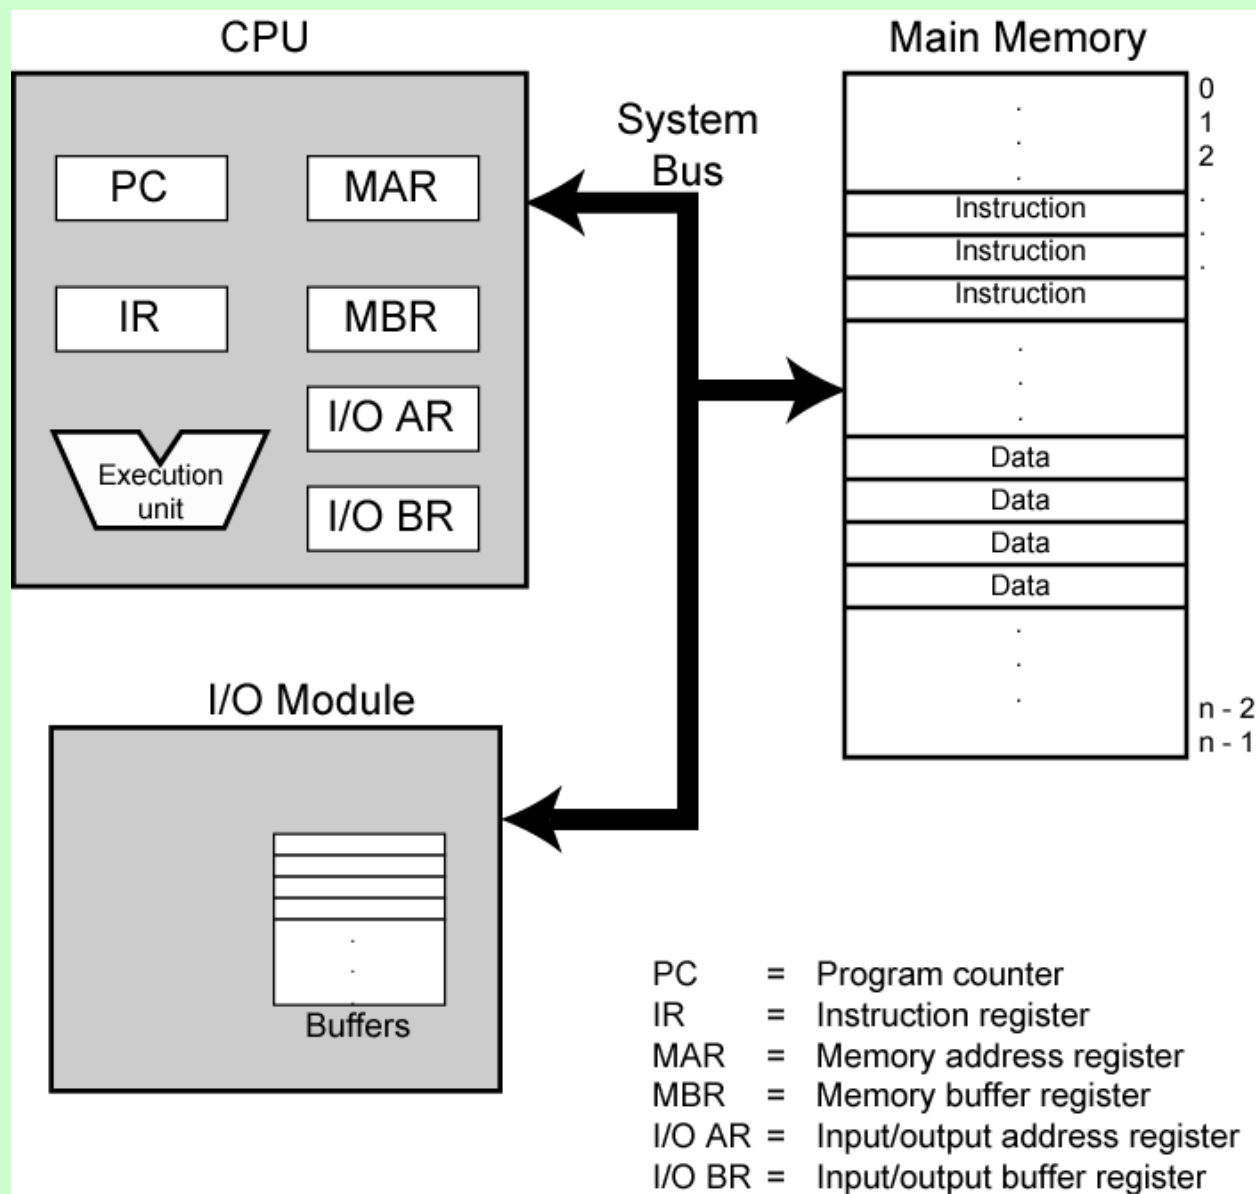 CPU
PC
MAR
IR
MBR
I/O AR
I/O BR
Execution
unit
System
Bus
Main Memory
0
1
2
.
.
.
.
.
.
Instruction
Instruction
Instruction
.
.
.
Data
Data
Data
Data
.
.
.
n - 2
n - 1
I/O Module
.
.
.
Buffers
PC = Program counter
IR = Instruction register
MAR = Memory address register
MBR = Memory buffer register
I/O AR = Input/output address register
I/O BR = Input/output buffer register